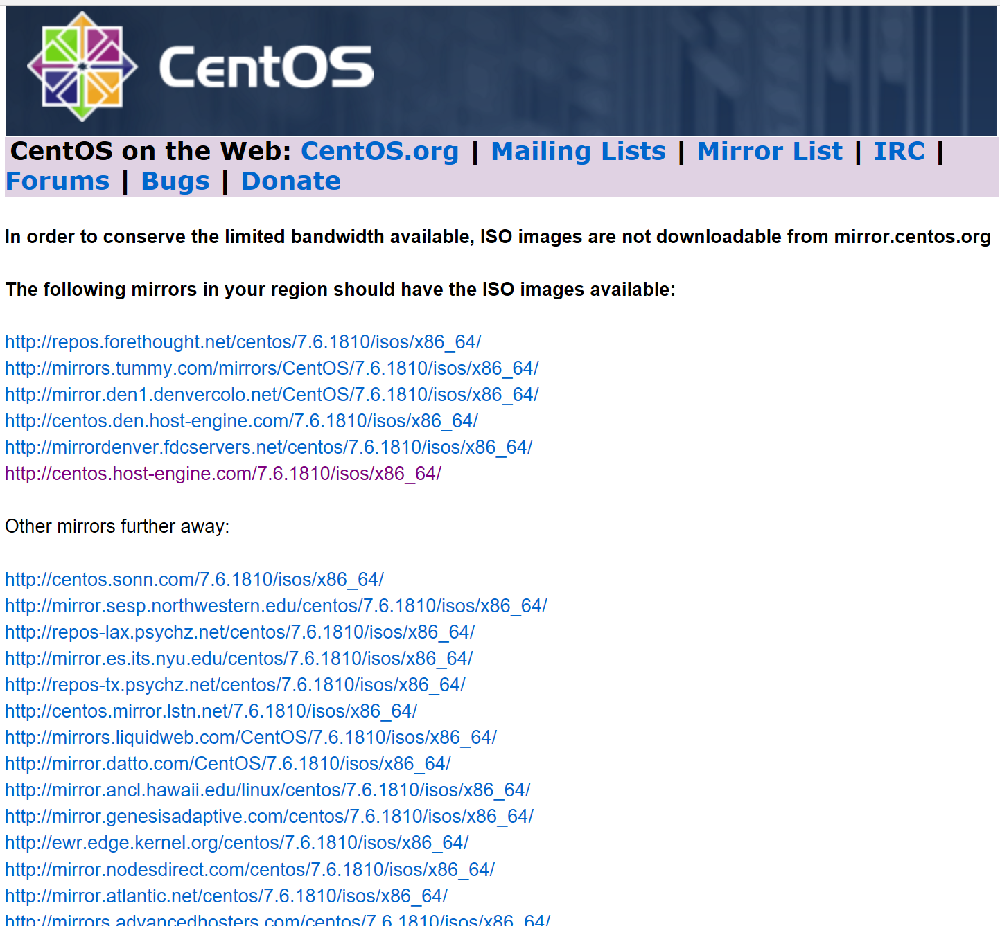 CentOS
CentOS on the Web: CentOS.org | Mailing Lists | Mirror List | IRC |
Forums | Bugs | Donate
In order to conserve the limited bandwidth available, ISO images are not downloadable from mirror.centos.org
The following mirrors in your region should have the ISO images available:
http://repos.forethought.net/centos/7.6.1810/isos/x86_64/
http://mirrors.tummy.com/mirrors/CentOS/7.6.1810/isos/x86_64/
http://mirror.den1.denvercolo.net/CentOS/7.6.1810/isos/x86_64/
http://centos.den.host-engine.com/7.6.1810/isos/x86_64/
http://mirrordenver.fdcservers.net/centos/7.6.1810/isos/x86_64/
http://centos.host-engine.com/7.6.1810/isos/x86_64/
Other mirrors further away:
http://centos.sonn.com/7.6.1810/isos/x86_64/
http://mirror.sesp.northwestern.edu/centos/7.6.1810/isos/x86_64/
http://repos-lax.psychz.net/centos/7.6.1810/isos/x86_64/
http://mirror.es.its.nyu.edu/centos/7.6.1810/isos/x86_64/
http://repos-tx.psychz.net/centos/7.6.1810/isos/x86_64/
http://centos.mirror.lstn.net/7.6.1810/isos/x86_64/
http://mirrors.liquidweb.com/CentOS/7.6.1810/isos/x86_64/
http://mirror.datto.com/CentOS/7.6.1810/isos/x86_64/
http://mirror.ancl.hawaii.edu/linux/centos/7.6.1810/isos/x86_64/
http://mirror.genesisadaptive.com/centos/7.6.1810/isos/x86_64/
http://ewr.edge.kernel.org/centos/7.6.1810/isos/x86_64/
http://mirror.nodesdirect.com/centos/7.6.1810/isos/x86_64/
http://mirror.atlantic.net/centos/7.6.1810/isos/x86_64/
http://mirrors.advancedhosters.com/centos/7.6.1810/isos/x86_64/